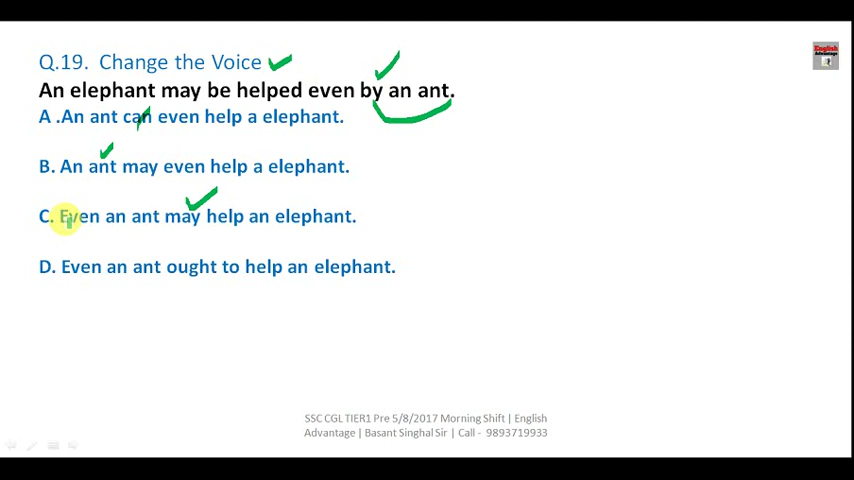 English
Advantage
Q.19. Change the Voice
An elephant may be helped even by an ant.
A .An ant can even help a elephant.
B. An ant may even help a elephant.
C. Even an ant may help an elephant.
D. Even an ant ought to help an elephant.
SSC CGL TIER1 Pre 5/8/2017 Morning Shift | English
Advantage | Basant Singhal Sir | Call - 9893719933